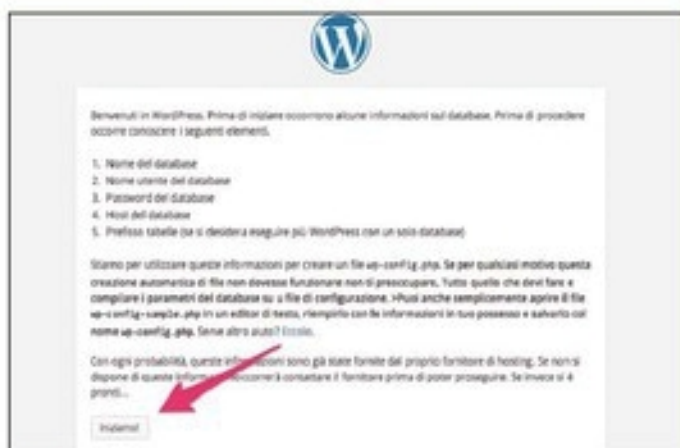 Benvenuti in WordPress. Prima di iniziare occorrono alcune informazioni sul database. Prima di procedere
occorre conoscere i seguenti elementi.
1. Nome del database
2. Nome utente del database
3. Password del database
4. Host del database
5. Prefisso tabelle (se si desidera eseguire più WordPress con un solo database)
Stiamo per utilizzare queste informazioni per creare un file wp-config.php. Se per qualsiasi motivo questa
creazione automatica di file non dovesse funzionare non ti preoccupare. Tutto quello che devi fare e
compilare i parametri del database su u file di configurazione. >Puoi anche semplicemente aprire il file
wp-config-sample.php in un editor di testo, riempirlo con le informazioni in tuo possesso e salvarlo col
nome wp-config.php. Serve altro aiuto? Eccolo.
Con ogni probabilità, queste informazioni sono già state fornite dal proprio fornitore di hosting. Se non si
dispone di queste occorrerà contattare il fornitore prima di poter proseguire. Se invece si è
pronti...
Iniziamo!